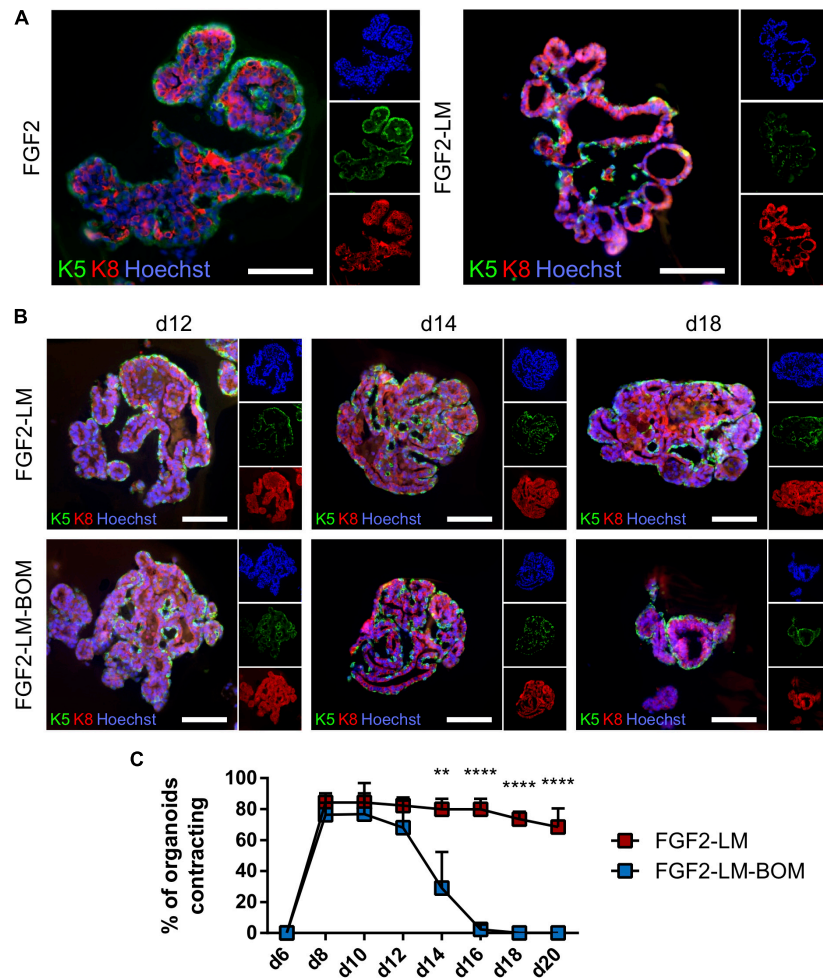 A
FGF2
K5 K8 Hoechst
FGF2-LM
K5 K8 Hoechst
B
d12 d14 d18
FGF2-LM
K5 K8 Hoechst
K5 K8 Hoechst
K5 K8 Hoechst
FGF2-LM-BOM
K5 K8 Hoechst
K5 K8 Hoechst
K5 K8 Hoechst
C
% of organoids
contracting
100
80
60
40
20
0
** **** **** ****
d6 d8 d10 d12 d14 d16 d18 d20
FGF2-LM
FGF2-LM-BOM